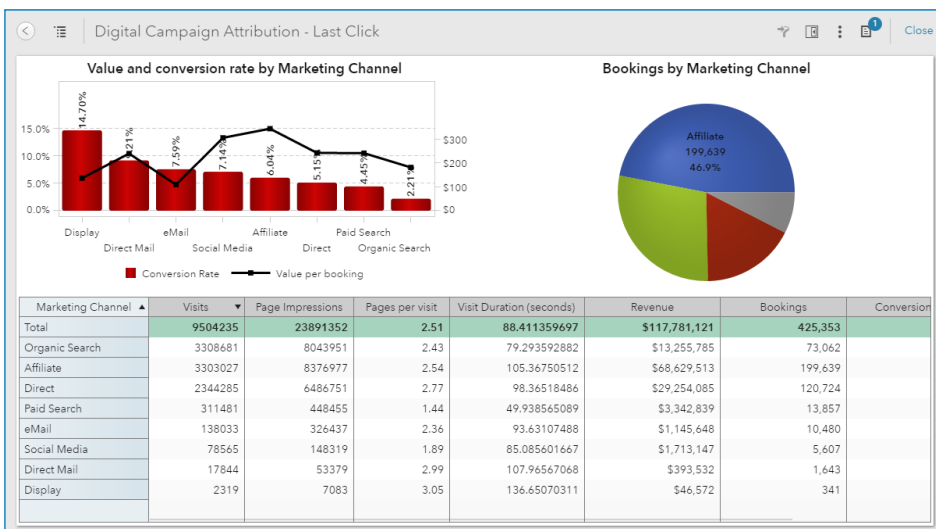 Digital Campaign Attribution - Last Click
1
Close
Value and conversion rate by Marketing Channel
15.0%
10.0%
5.0%
0.0%
14.70%
9.21%
7.59%
7.14%
6.04%
5.15%
4.45%
2.21%
$300
$200
$100
$0
Display eMail Affiliate Paid Search
Direct Mail Social Media Direct Organic Search
Conversion Rate Value per booking
Bookings by Marketing Channel
Affiliate
199,639
46.9%
Marketing Channel Visits Page Impressions Pages per visit Visit Duration (seconds) Revenue Bookings Conversion
Total 9504235 23891352 2.51 88.411359697 $117,781,121 425,353
Organic Search 3308681 8043951 2.43 79.293592882 $13,255,785 73,062
Affiliate 3303027 8376977 2.54 105.36750512 $68,629,513 199,639
Direct 2344285 6486751 2.77 98.36518486 $29,254,085 120,724
Paid Search 311481 448455 1.44 49.938565089 $3,342,839 13,857
eMail 138033 326437 2.36 93.63107488 $1,145,648 10,480
Social Media 78565 148319 1.89 85.085601667 $1,713,147 5,607
Direct Mail 17844 53379 2.99 107.96567068 $393,532 1,643
Display 2319 7083 3.05 136.65070311 $46,572 341